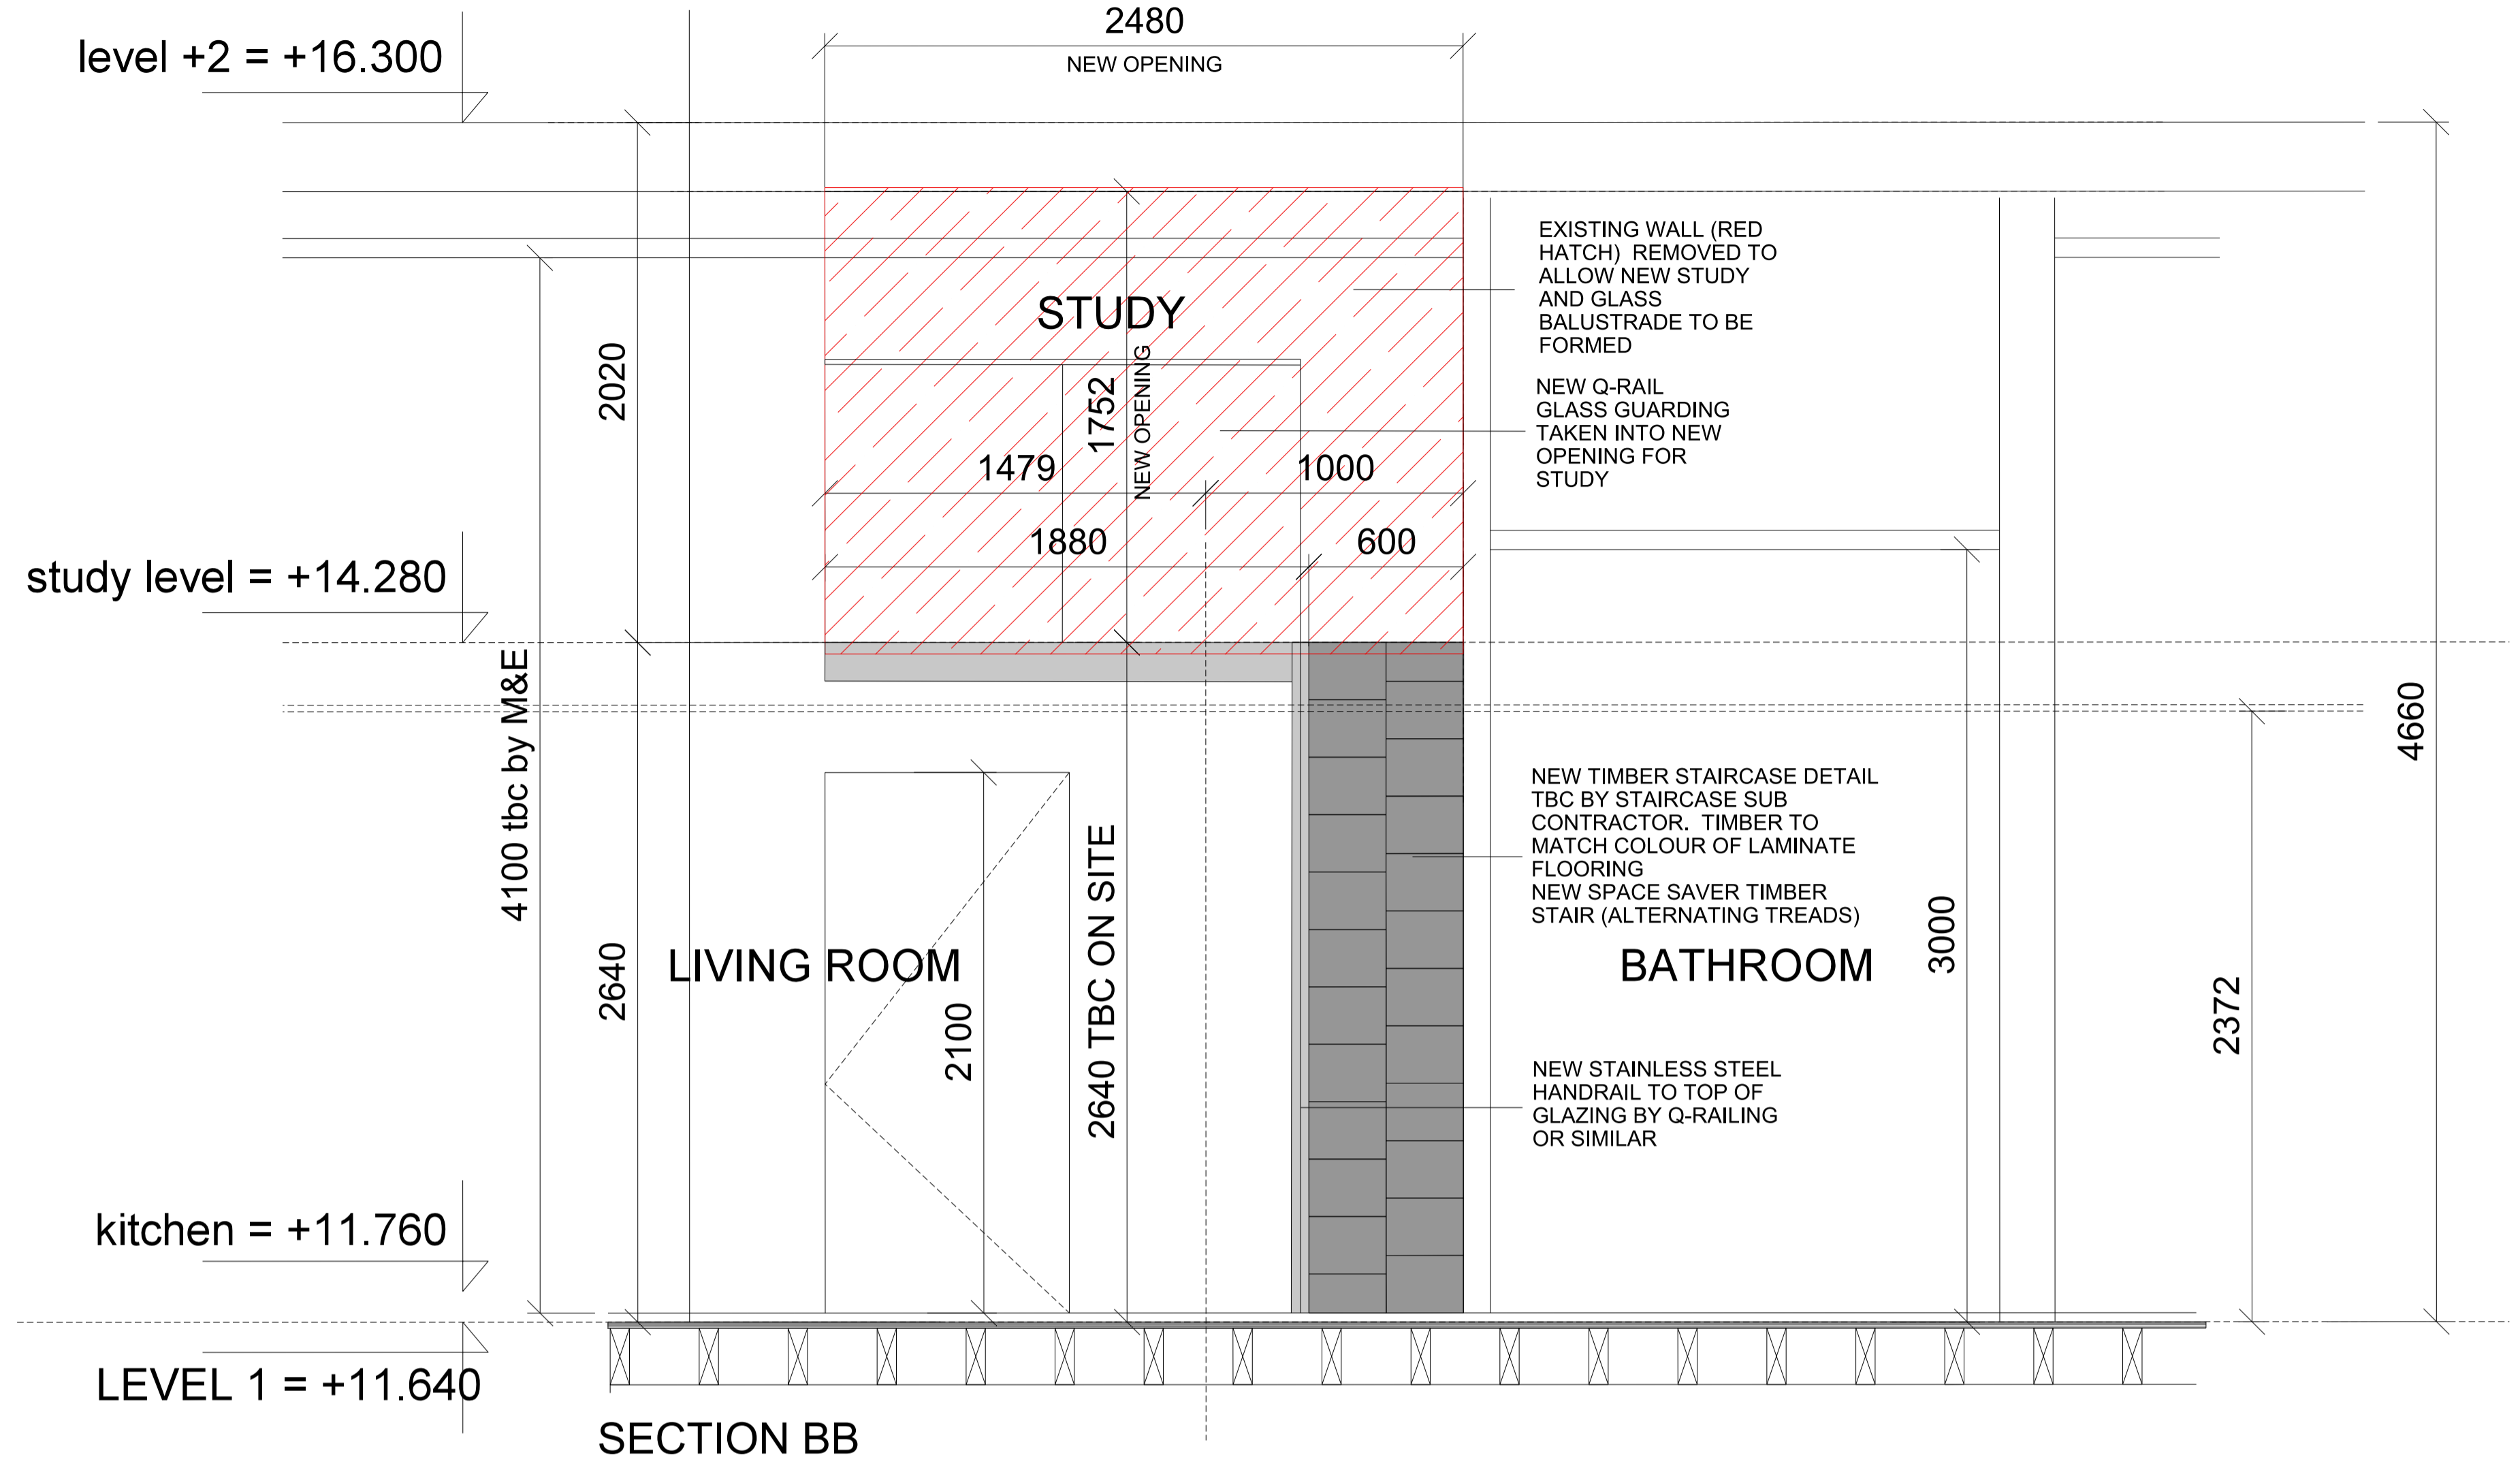 2480
NEW OPENING
level +2 = +16.300
EXISTING WALL (RED
HATCH) REMOVED TO
ALLOW NEW STUDY
AND GLASS
BALUSTRADE TO BE
FORMED
STUDY
2020
1752
NEW OPENING
NEW Q-RAIL
GLASS GUARDING
TAKEN INTO NEW
OPENING FOR
STUDY
1479
1000
1880
600
study level = +14.280
4100 tbc by M&E
4660
NEW TIMBER STAIRCASE DETAIL
TBC BY STAIRCASE SUB
CONTRACTOR. TIMBER TO
MATCH COLOUR OF LAMINATE
FLOORING
NEW SPACE SAVER TIMBER
STAIR (ALTERNATING TREADS)
2640
LIVING ROOM
2100
2640 TBC ON SITE
BATHROOM
3000
2372
NEW STAINLESS STEEL
HANDRAIL TO TOP OF
GLAZING BY Q-RAILING
OR SIMILAR
kitchen = +11.760
LEVEL 1 = +11.640
SECTION BB